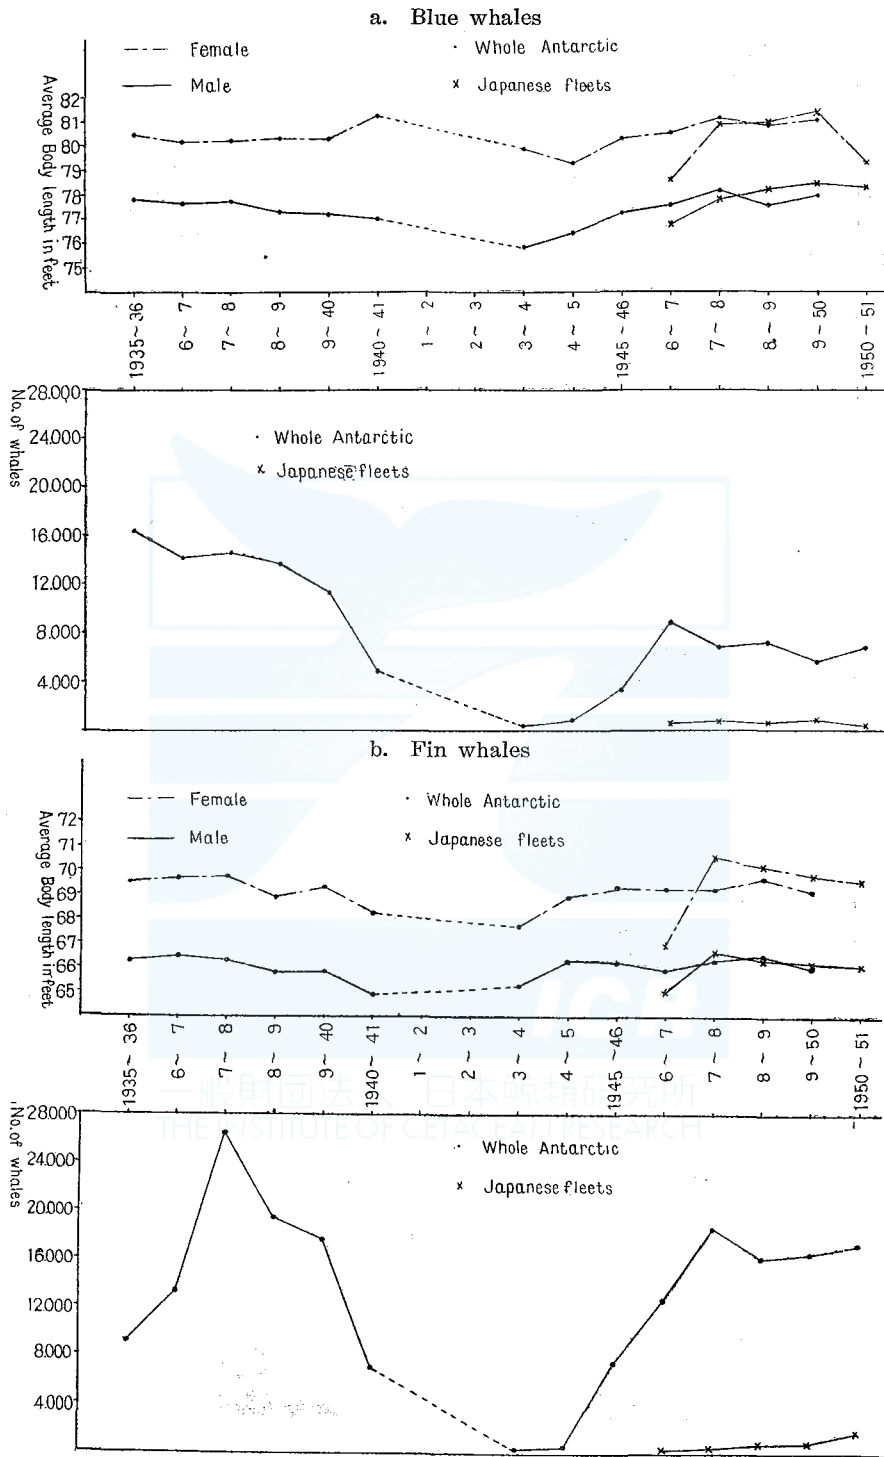 a. Blue whales
Female
Male
· Whole Antarctic
× Japanese fleets
Average Body length in feet
82
81
80
79
78
77
76
75
1935~36
6~7
7~8
8~9
9~40
1940~41
1~2
2~3
3~4
4~5
1945~46
6~7
7~8
8~9
9~50
1950~51
No. of whales
28.000
24.000
20.000
16.000
12.000
8.000
4.000
· Whole Antarctic
× Japanese fleets
b. Fin whales
Female
Male
· Whole Antarctic
× Japanese fleets
Average Body length in feet
72
71
70
69
68
67
66
65
1935~36
6~7
7~8
8~9
9~40
1940~41
1~2
2~3
3~4
4~5
1945~46
6~7
7~8
8~9
9~50
1950~51
ICR
一般財団法人 日本鯨類研究所
THE INSTITUTE OF CETACEAN RESEARCH
No. of whales
28000
24.000
20.000
16.000
12.000
8.000
4.000
· Whole Antarctic
× Japanese fleets